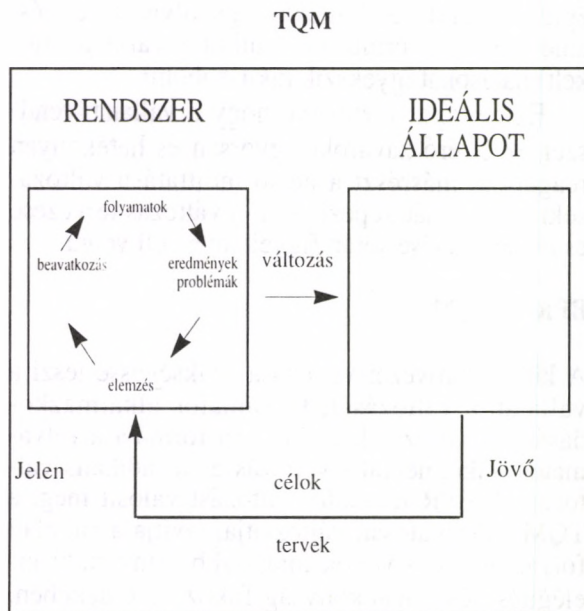 TQM
RENDSZER
IDEÁLIS
ÁLLAPOT
folyamatok
beavatkozás
eredmények
problémák
elemzés
változás
Jelen
célok
Jövő
tervek